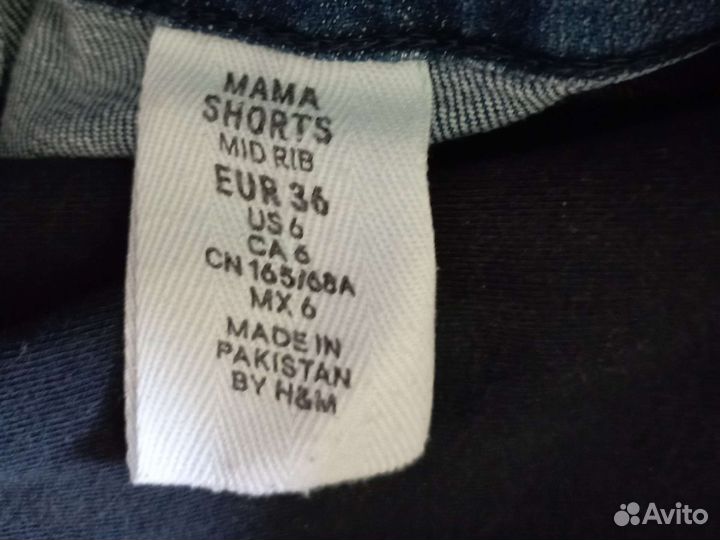 MAMA
SHORTS
MID RIB
EUR 36
US 6
CA 6
CN 165/68A
MX 6
MADE IN
PAKISTAN
BY H&M
Avito